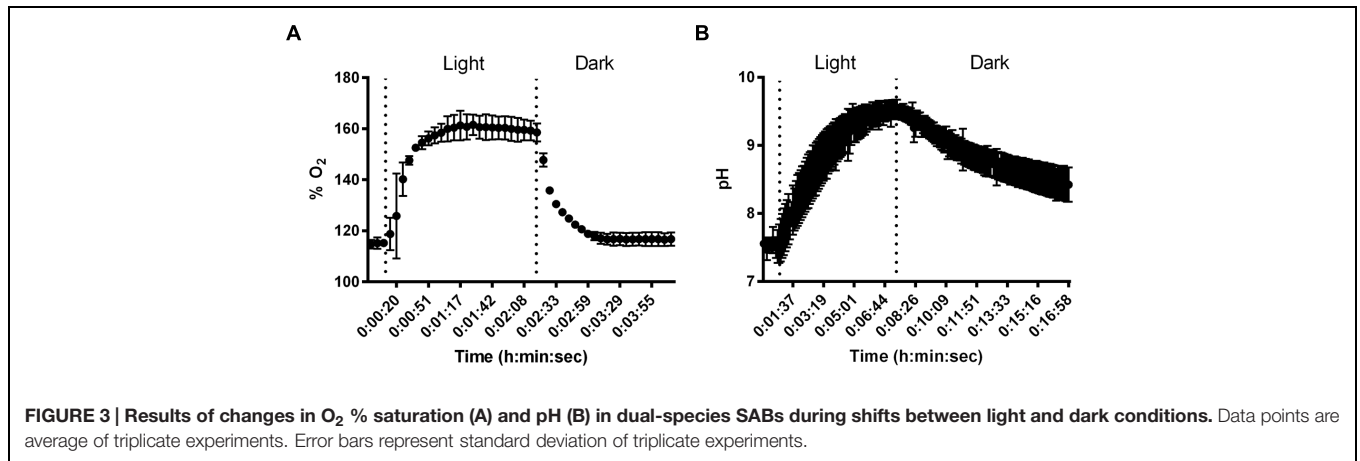 A
Light
Dark
180
160
140
120
100
% O2
0:00:20
0:00:51
0:01:17
0:01:42
0:02:08
0:02:33
0:02:59
0:03:29
0:03:55
Time (h:min:sec)
B
Light
Dark
10
9
8
7
pH
0:01:37
0:03:19
0:05:01
0:06:44
0:08:26
0:10:09
0:11:51
0:13:33
0:15:16
0:16:58
Time (h:min:sec)
FIGURE 3 | Results of changes in O2 % saturation (A) and pH (B) in dual-species SABs during shifts between light and dark conditions. Data points are
average of triplicate experiments. Error bars represent standard deviation of triplicate experiments.